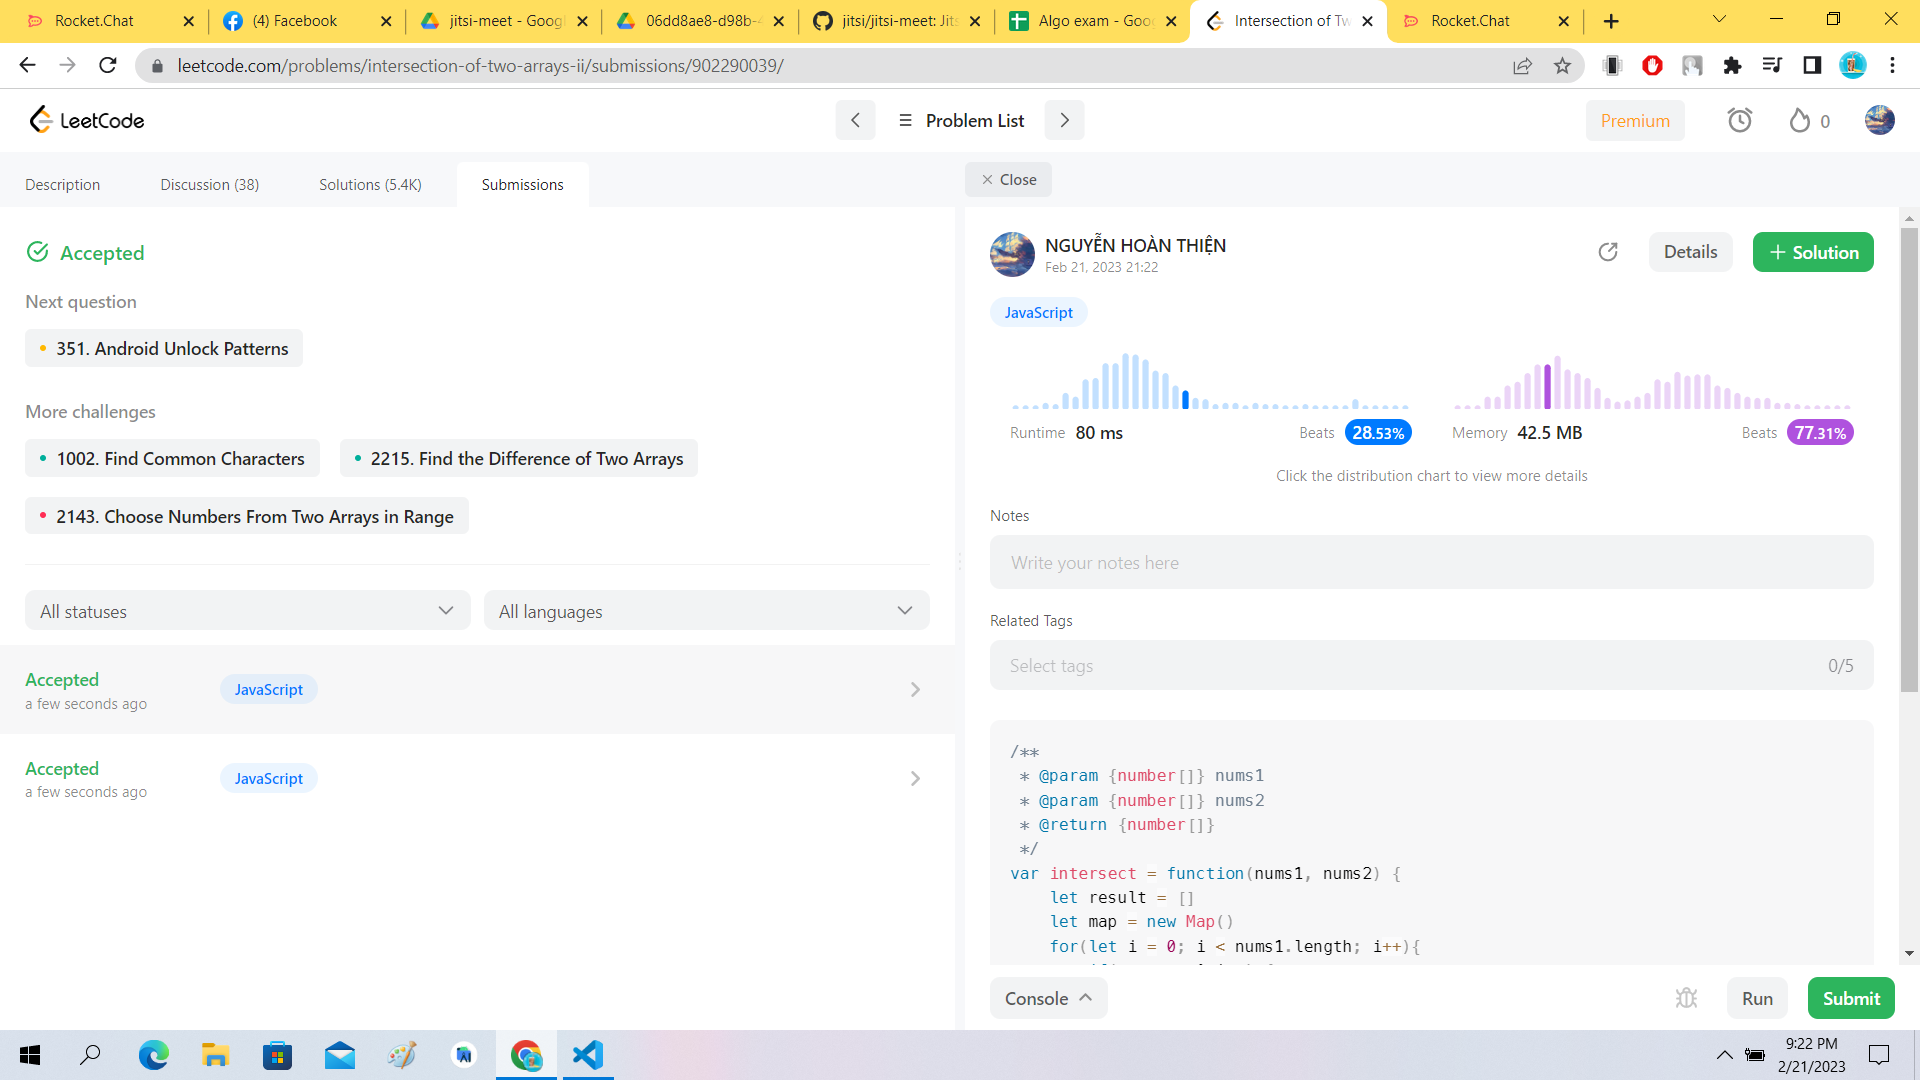 Rocket.Chat
(4) Facebook
jitsi-meet - Goog
06dd8ae8-d98b-4
jitsi/jitsi-meet: Jits
Algo exam - Goo
Intersection of Tw
Rocket.Chat
leetcode.com/problems/intersection-of-two-arrays-ii/submissions/902290039/
LeetCode
Problem List
Premium
0
Description
Discussion (38)
Solutions (5.4K)
Submissions
Close
Accepted
Next question
351. Android Unlock Patterns
More challenges
1002. Find Common Characters
2215. Find the Difference of Two Arrays
2143. Choose Numbers From Two Arrays in Range
All statuses
All languages
Accepted
a few seconds ago
JavaScript
Accepted
a few seconds ago
JavaScript
NGUYỄN HOÀN THIỆN
Feb 21, 2023 21:22
Details
+ Solution
JavaScript
Runtime 80 ms
Beats 28.53%
Memory 42.5 MB
Beats 77.31%
Click the distribution chart to view more details
Notes
Write your notes here
Related Tags
Select tags
0/5
/**
* @param {number[]} nums1
* @param {number[]} nums2
* @return {number[]}
*/
var intersect = function(nums1, nums2) {
let result = []
let map = new Map()
for(let i = 0; i < nums1.length; i++){
Console
Run
Submit
9:22 PM
2/21/2023